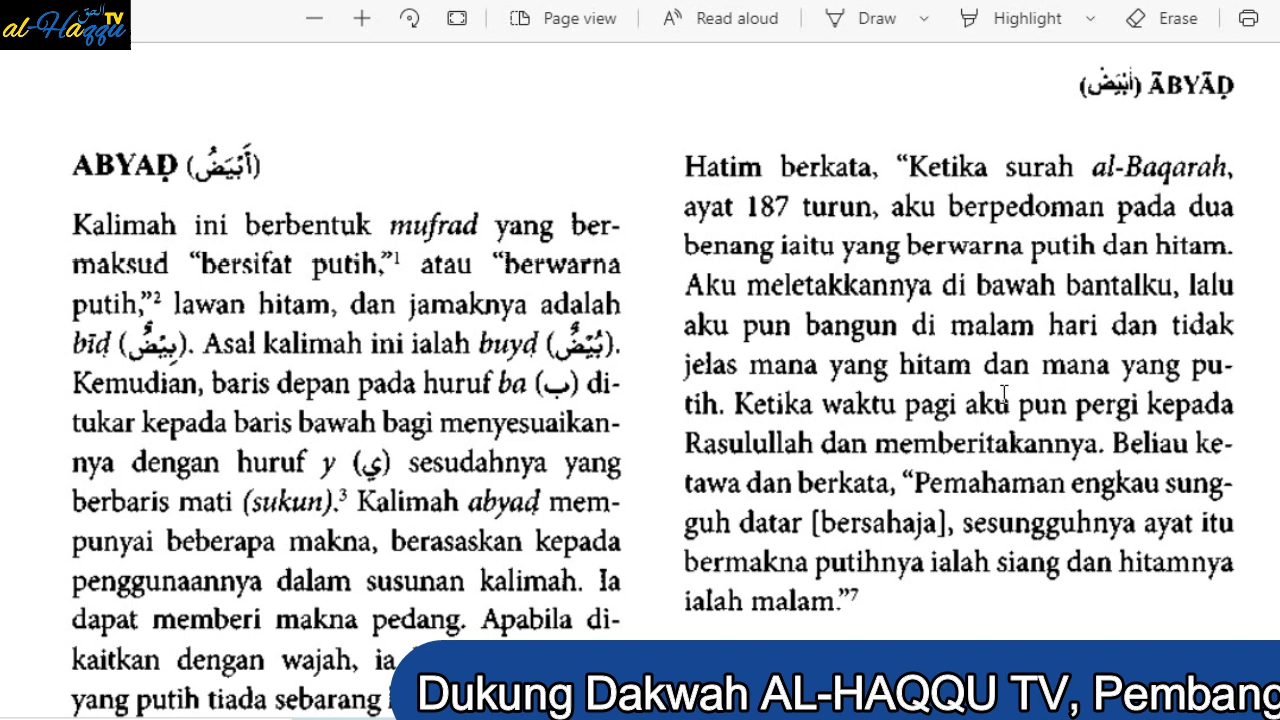 الحق
al-Haqqu TV
Page view
Read aloud
Draw
Highlight
Erase
(أَبْيَضُ) ĀBYĀḌ
ABYAḌ (أَبْيَضُ)
Kalimah ini berbentuk mufrad yang ber-
maksud “bersifat putih,”1 atau “berwarna
putih,”2 lawan hitam, dan jamaknya adalah
bīḍ (بِيْضٌ). Asal kalimah ini ialah buyḍ (بُيْضٌ).
Kemudian, baris depan pada huruf ba (ب) di-
tukar kepada baris bawah bagi menyesuaikan-
nya dengan huruf y (ي) sesudahnya yang
berbaris mati (sukun).3 Kalimah abyaḍ mem-
punyai beberapa makna, berasaskan kepada
penggunaannya dalam susunan kalimah. Ia
dapat memberi makna pedang. Apabila di-
kaitkan dengan wajah, ia
yang putih tiada sebarang
Hatim berkata, “Ketika surah al-Baqarah,
ayat 187 turun, aku berpedoman pada dua
benang iaitu yang berwarna putih dan hitam.
Aku meletakkannya di bawah bantalku, lalu
aku pun bangun di malam hari dan tidak
jelas mana yang hitam dan mana yang pu-
tih. Ketika waktu pagi aku pun pergi kepada
Rasulullah dan memberitakannya. Beliau ke-
tawa dan berkata, “Pemahaman engkau sung-
guh datar [bersahaja], sesungguhnya ayat itu
bermakna putihnya ialah siang dan hitamnya
ialah malam.”7
Dukung Dakwah AL-HAQQU TV, Pembang